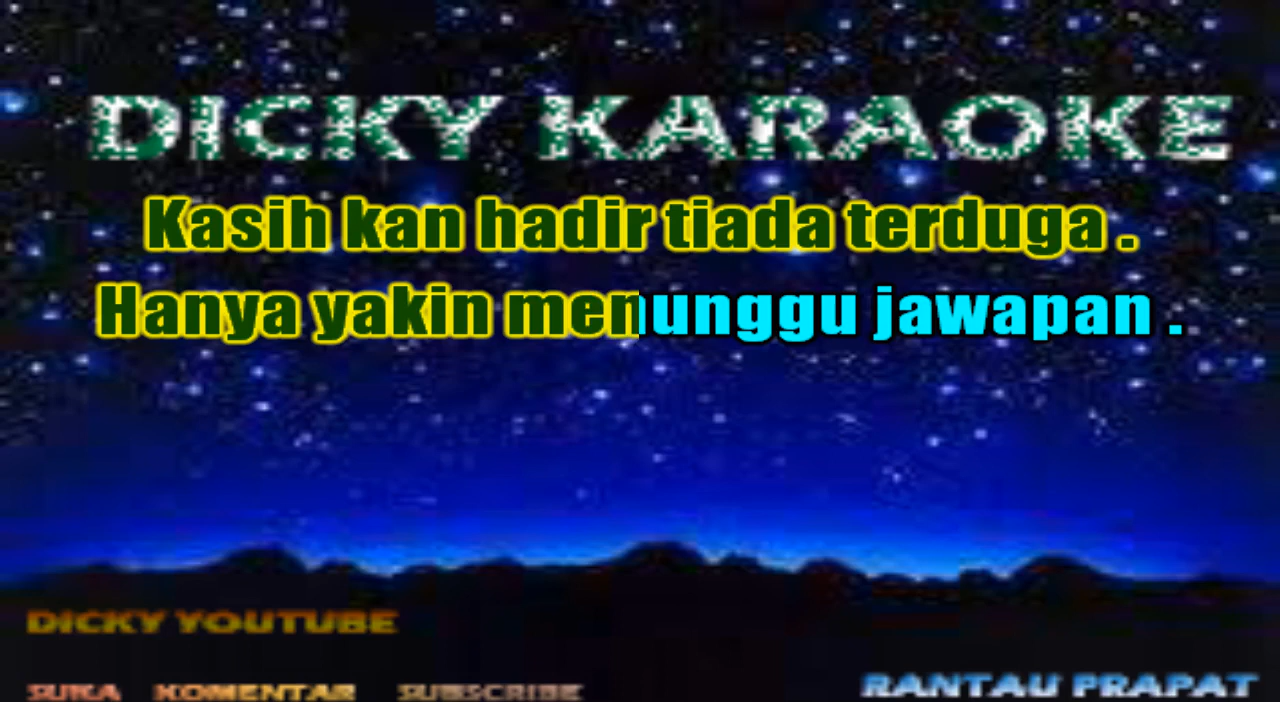 DICKY KARAOKE
Kasih kan hadir tiada terduga .
Hanya yakin menunggu jawapan .
DICKY YOUTUBE
SUKA KOMENTAR SUBSCRIBE
RANTAU PRAPAT